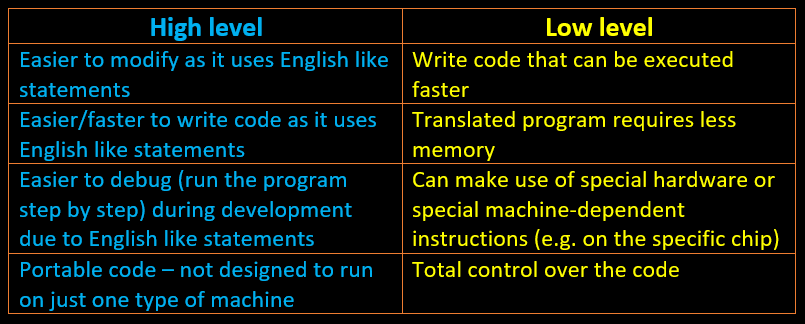 High level
Low level
Easier to modify as it uses English like
statements
Write code that can be executed
faster
Easier/faster to write code as it uses
English like statements
Translated program requires less
memory
Easier to debug (run the program
step by step) during development
due to English like statements
Can make use of special hardware or
special machine-dependent
instructions (e.g. on the specific chip)
Portable code – not designed to run
on just one type of machine
Total control over the code